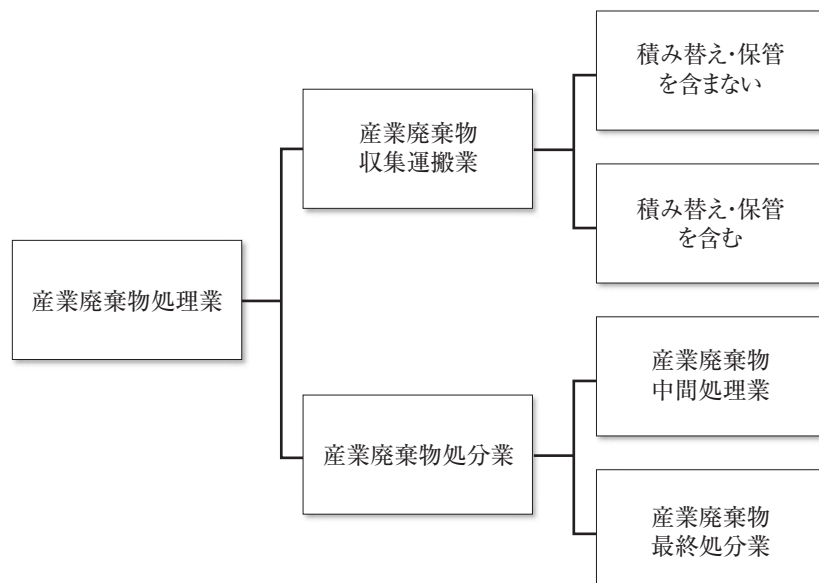 産業廃棄物処理業
産業廃棄物
収集運搬業
積み替え・保管
を含まない
積み替え・保管
を含む
産業廃棄物処分業
産業廃棄物
中間処理業
産業廃棄物
最終処分業